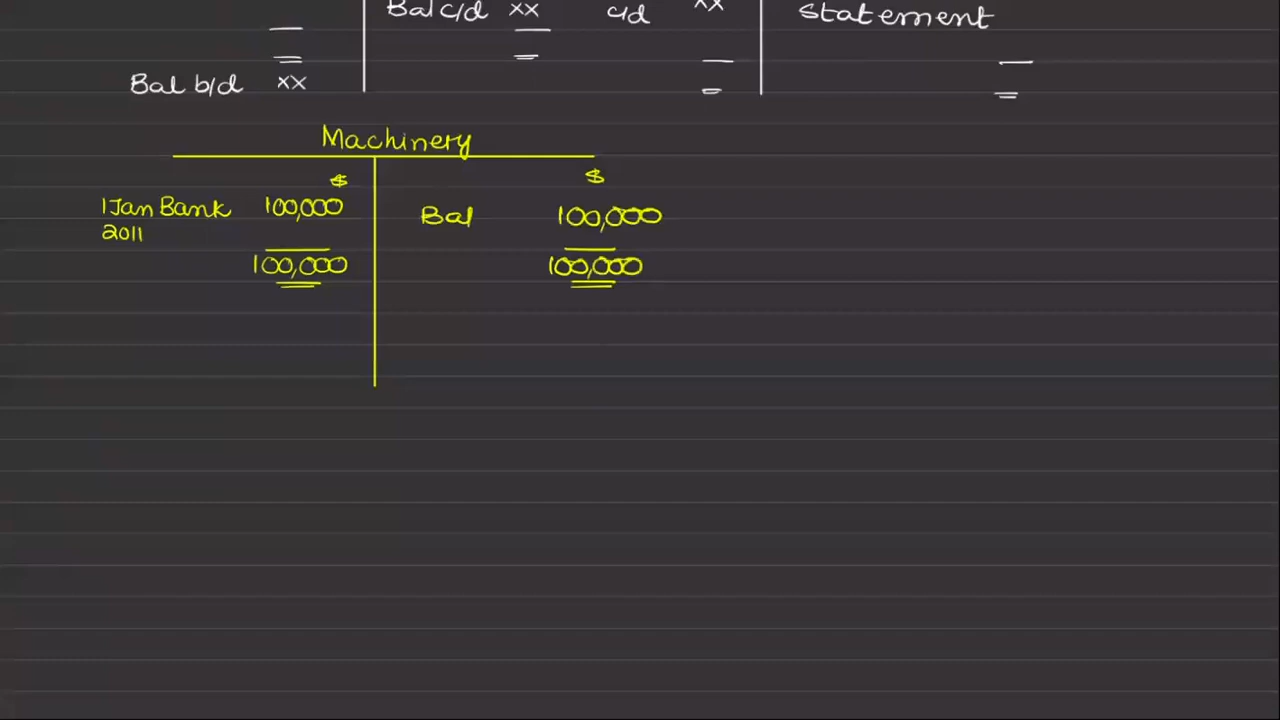 Bal c/d xx c/d xx statement
Bal b/d xx
Machinery
$ $
1 Jan Bank 100,000 Bal 100,000
2011
100,000 100,000